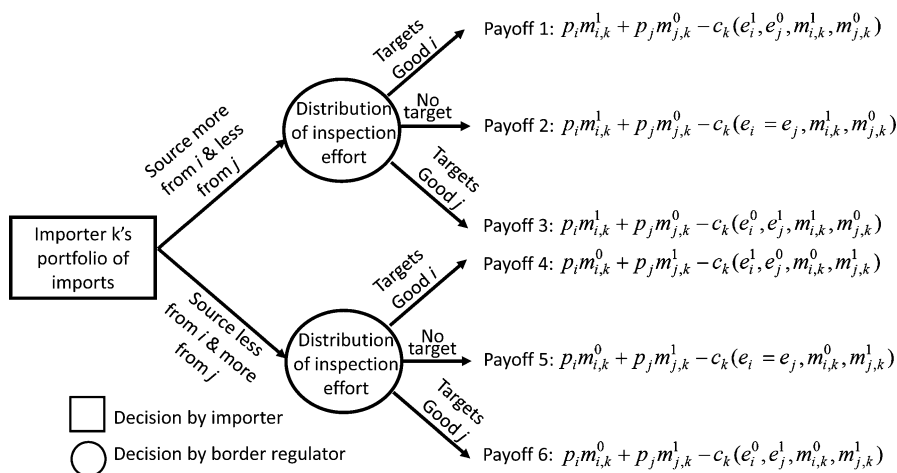 Targets
Good i
Payoff 1: p_i m^1_{i,k} + p_j m^0_{j,k} − c_k(e^1_i, e^0_j, m^1_{i,k}, m^0_{j,k})
Source more
from i & less
from j
Distribution
of inspection
effort
No
target
Payoff 2: p_i m^1_{i,k} + p_j m^0_{j,k} − c_k(e_i = e_j, m^1_{i,k}, m^0_{j,k})
Targets
Good j
Payoff 3: p_i m^1_{i,k} + p_j m^0_{j,k} − c_k(e^0_i, e^1_j, m^1_{i,k}, m^0_{j,k})
Importer k's
portfolio of
imports
Targets
Good i
Payoff 4: p_i m^0_{i,k} + p_j m^1_{j,k} − c_k(e^1_i, e^0_j, m^0_{i,k}, m^1_{j,k})
Source less
from i & more
from j
Distribution
of inspection
effort
No
target
Payoff 5: p_i m^0_{i,k} + p_j m^1_{j,k} − c_k(e_i = e_j, m^0_{i,k}, m^1_{j,k})
Targets
Good j
Payoff 6: p_i m^0_{i,k} + p_j m^1_{j,k} − c_k(e^0_i, e^1_j, m^0_{i,k}, m^1_{j,k})
Decision by importer
Decision by border regulator